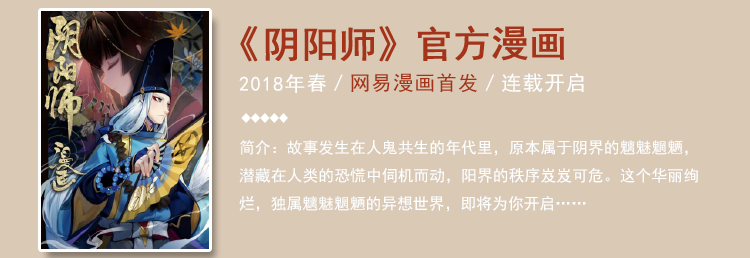 阴阳师
漫画
《阴阳师》官方漫画
2018年春 / 网易漫画首发 / 连载开启
简介：故事发生在人鬼共生的年代里，原本属于阴界的魑魅魍魉，
潜藏在人类的恐慌中伺机而动，阳界的秩序岌岌可危。这个华丽绚
烂，独属魑魅魍魉的异想世界，即将为你开启……